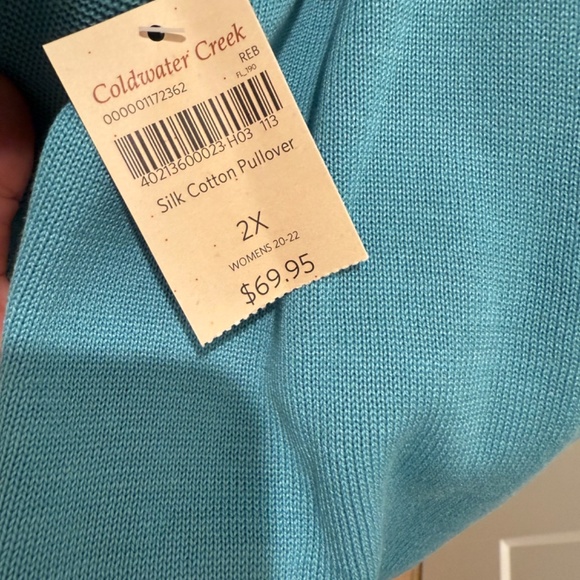 Coldwater Creek
000001172362 REB
FL_190
40213600023 H03 113
Silk Cotton Pullover
2X
WOMENS 20-22
$69.95